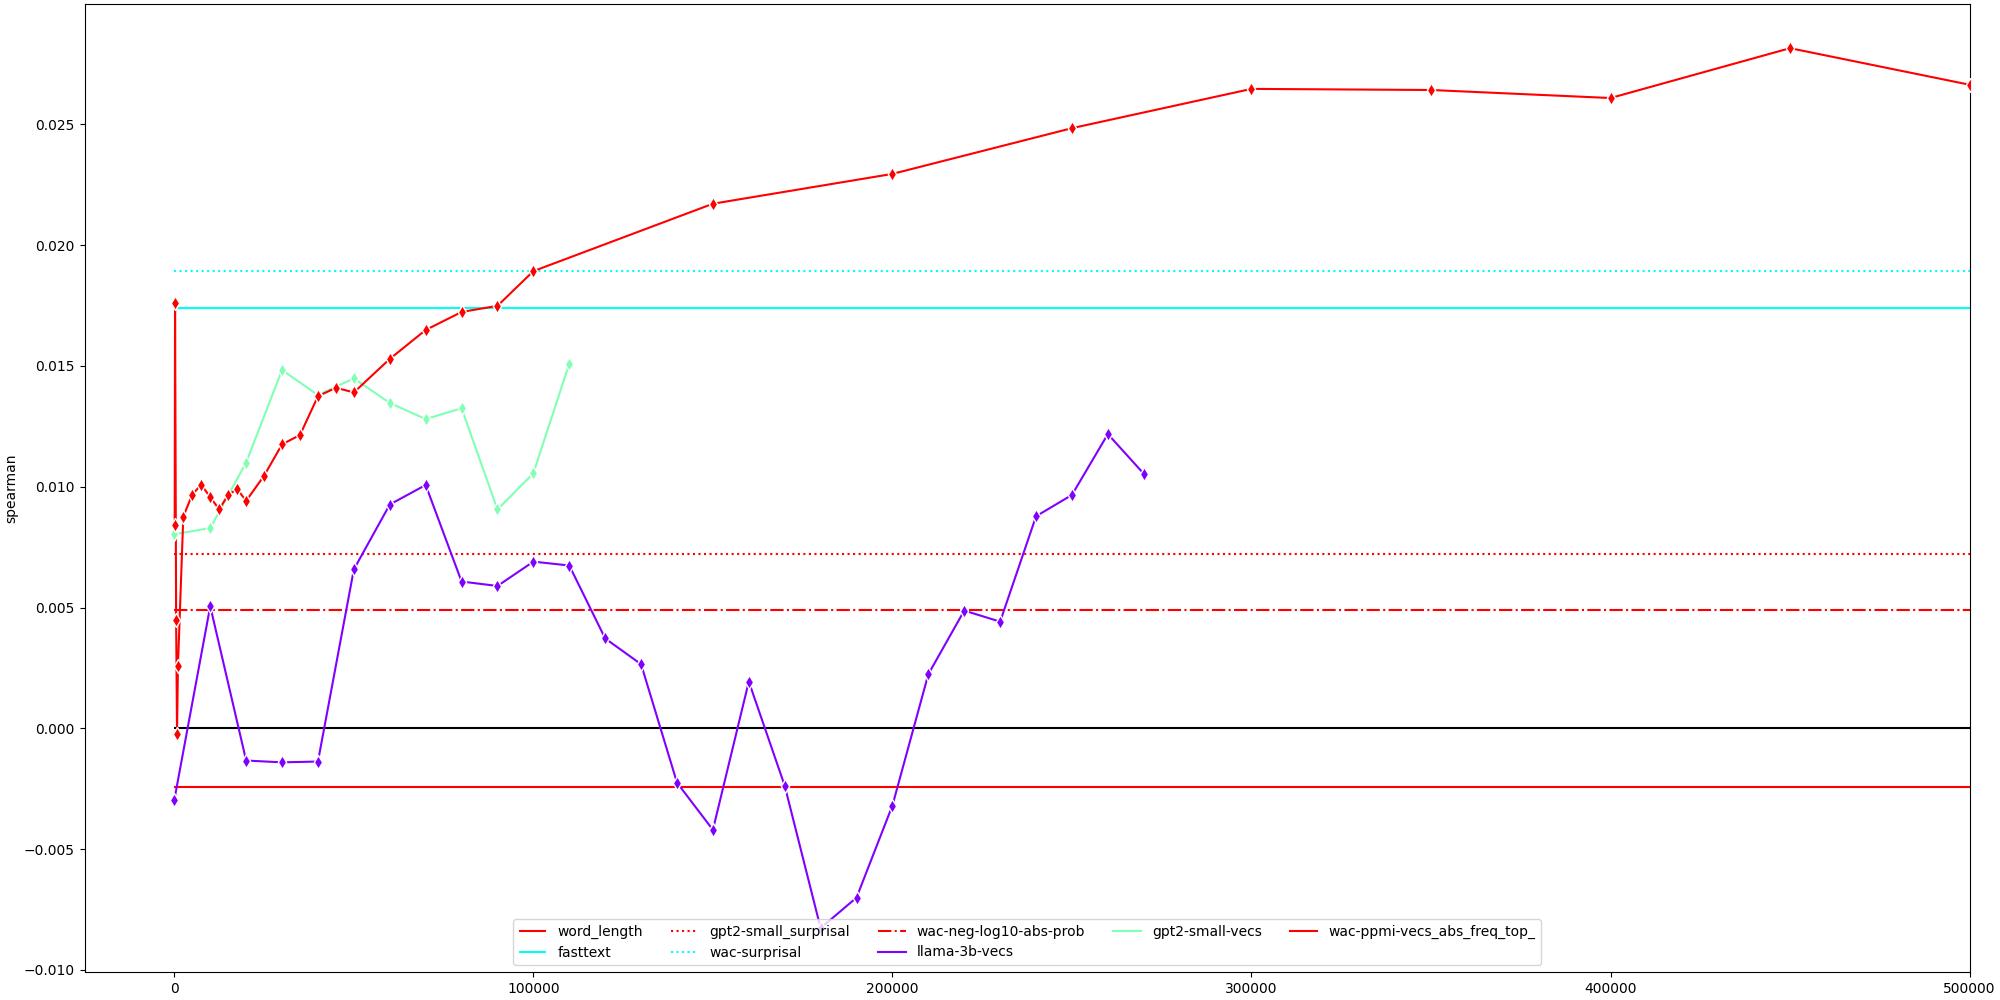 0.025
0.020
0.015
0.010
0.005
0.000
−0.005
−0.010
spearman
0 100000 200000 300000 400000 500000
word_length gpt2-small_surprisal wac-neg-log10-abs-prob gpt2-small-vecs wac-ppmi-vecs_abs_freq_top_
fasttext wac-surprisal llama-3b-vecs